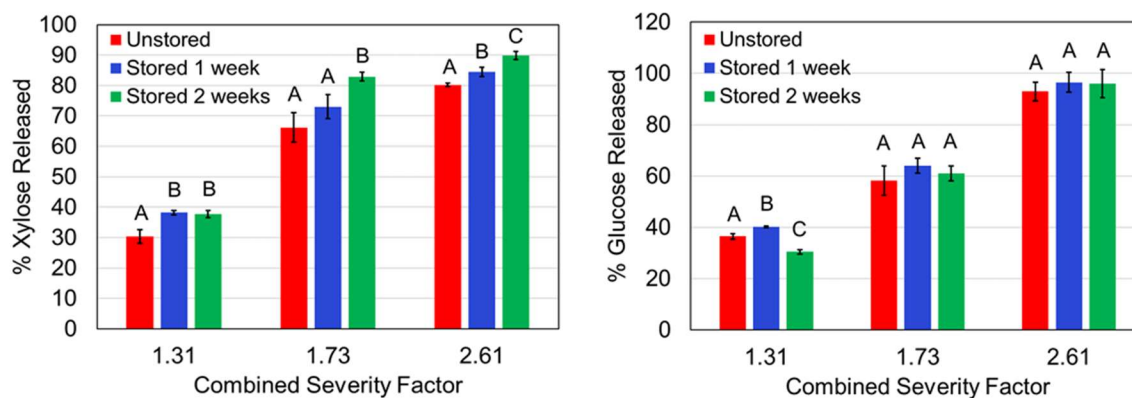 % Xylose Released
100
90
80
70
60
50
40
30
20
10
0
Unstored
Stored 1 week
Stored 2 weeks
A B B
A A B
A B C
1.31 1.73 2.61
Combined Severity Factor
% Glucose Released
120
100
80
60
40
20
0
Unstored
Stored 1 week
Stored 2 weeks
A B C
A A A
A A A
1.31 1.73 2.61
Combined Severity Factor